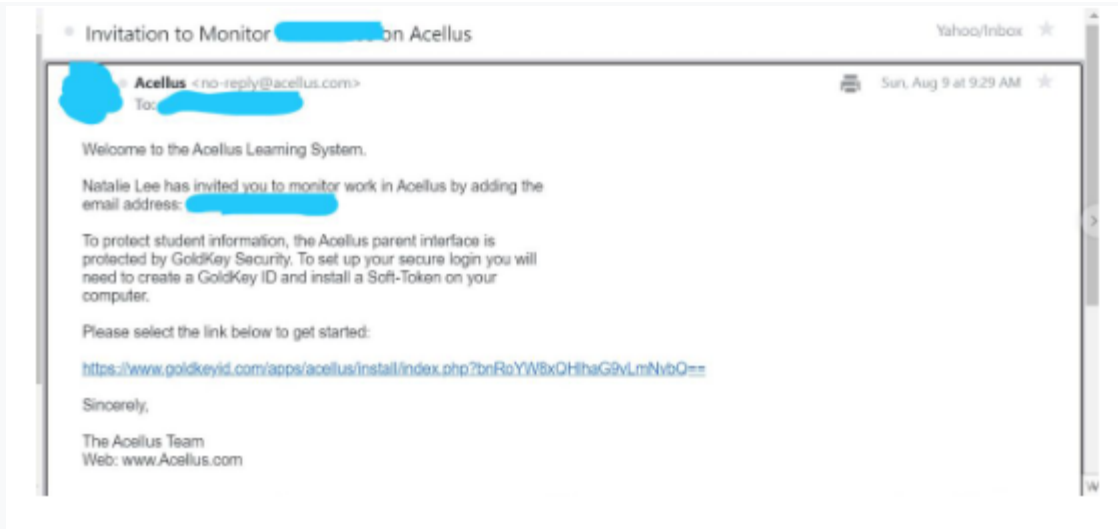 Invitation to Monitor on Acellus
Yahoo/Inbox
Acellus <no-reply@acellus.com>
Sun, Aug 9 at 9:29 AM
To:
Welcome to the Acellus Learning System.
Natalie Lee has invited you to monitor work in Acellus by adding the
email address:
To protect student information, the Acellus parent interface is
protected by GoldKey Security. To set up your secure login you will
need to create a GoldKey ID and install a Soft-Token on your
computer.
Please select the link below to get started:
https://www.goldkeyid.com/apps/acellus/install/index.php?bnRoYW8xQHlhaG9vLmNvbQ==
Sincerely,
The Acellus Team
Web: www.Acellus.com
W